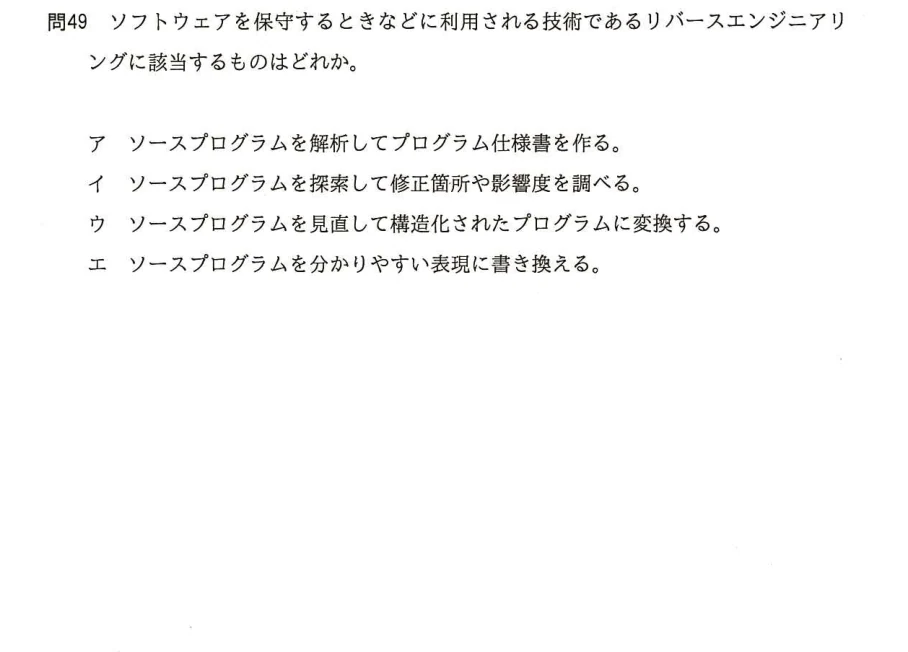 問49 ソフトウェアを保守するときなどに利用される技術であるリバースエンジニアリ
ングに該当するものはどれか。
ア ソースプログラムを解析してプログラム仕様書を作る。
イ ソースプログラムを探索して修正箇所や影響度を調べる。
ウ ソースプログラムを見直して構造化されたプログラムに変換する。
エ ソースプログラムを分かりやすい表現に書き換える。